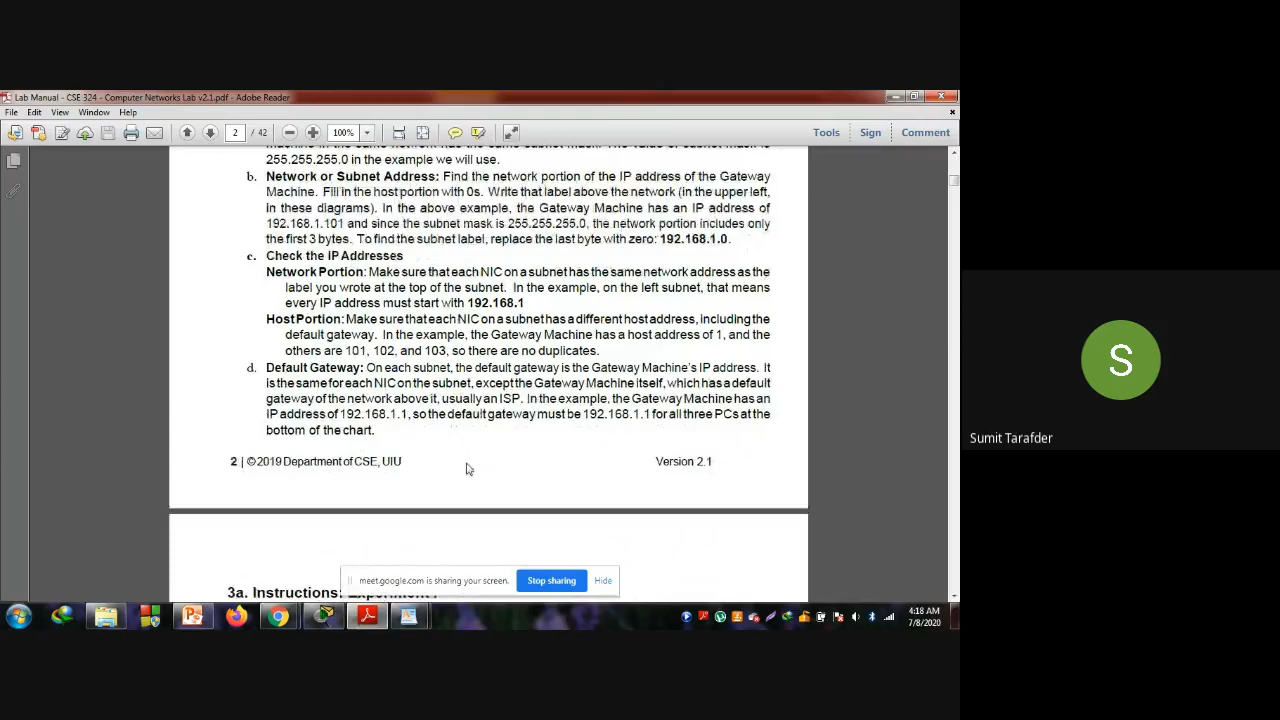 Lab Manual - CSE 324 - Computer Networks Lab v2.1.pdf - Adobe Reader
File Edit View Window Help
2 / 42 100% Tools Sign Comment
machine in the same network has the same subnet mask. The value of subnet mask is
255.255.255.0 in the example we will use.
b. Network or Subnet Address: Find the network portion of the IP address of the Gateway
Machine. Fill in the host portion with 0s. Write that label above the network (in the upper left,
in these diagrams). In the above example, the Gateway Machine has an IP address of
192.168.1.101 and since the subnet mask is 255.255.255.0, the network portion includes only
the first 3 bytes. To find the subnet label, replace the last byte with zero: 192.168.1.0.
c. Check the IP Addresses
Network Portion: Make sure that each NIC on a subnet has the same network address as the
label you wrote at the top of the subnet. In the example, on the left subnet, that means
every IP address must start with 192.168.1
Host Portion: Make sure that each NIC on a subnet has a different host address, including the
default gateway. In the example, the Gateway Machine has a host address of 1, and the
others are 101, 102, and 103, so there are no duplicates.
d. Default Gateway: On each subnet, the default gateway is the Gateway Machine's IP address. It
is the same for each NIC on the subnet, except the Gateway Machine itself, which has a default
gateway of the network above it, usually an ISP. In the example, the Gateway Machine has an
IP address of 192.168.1.1, so the default gateway must be 192.168.1.1 for all three PCs at the
bottom of the chart.
2 | ©2019 Department of CSE, UIU Version 2.1
meet.google.com is sharing your screen. Stop sharing Hide
3a. Instructions:
4:18 AM
7/8/2020
S
Sumit Tarafder